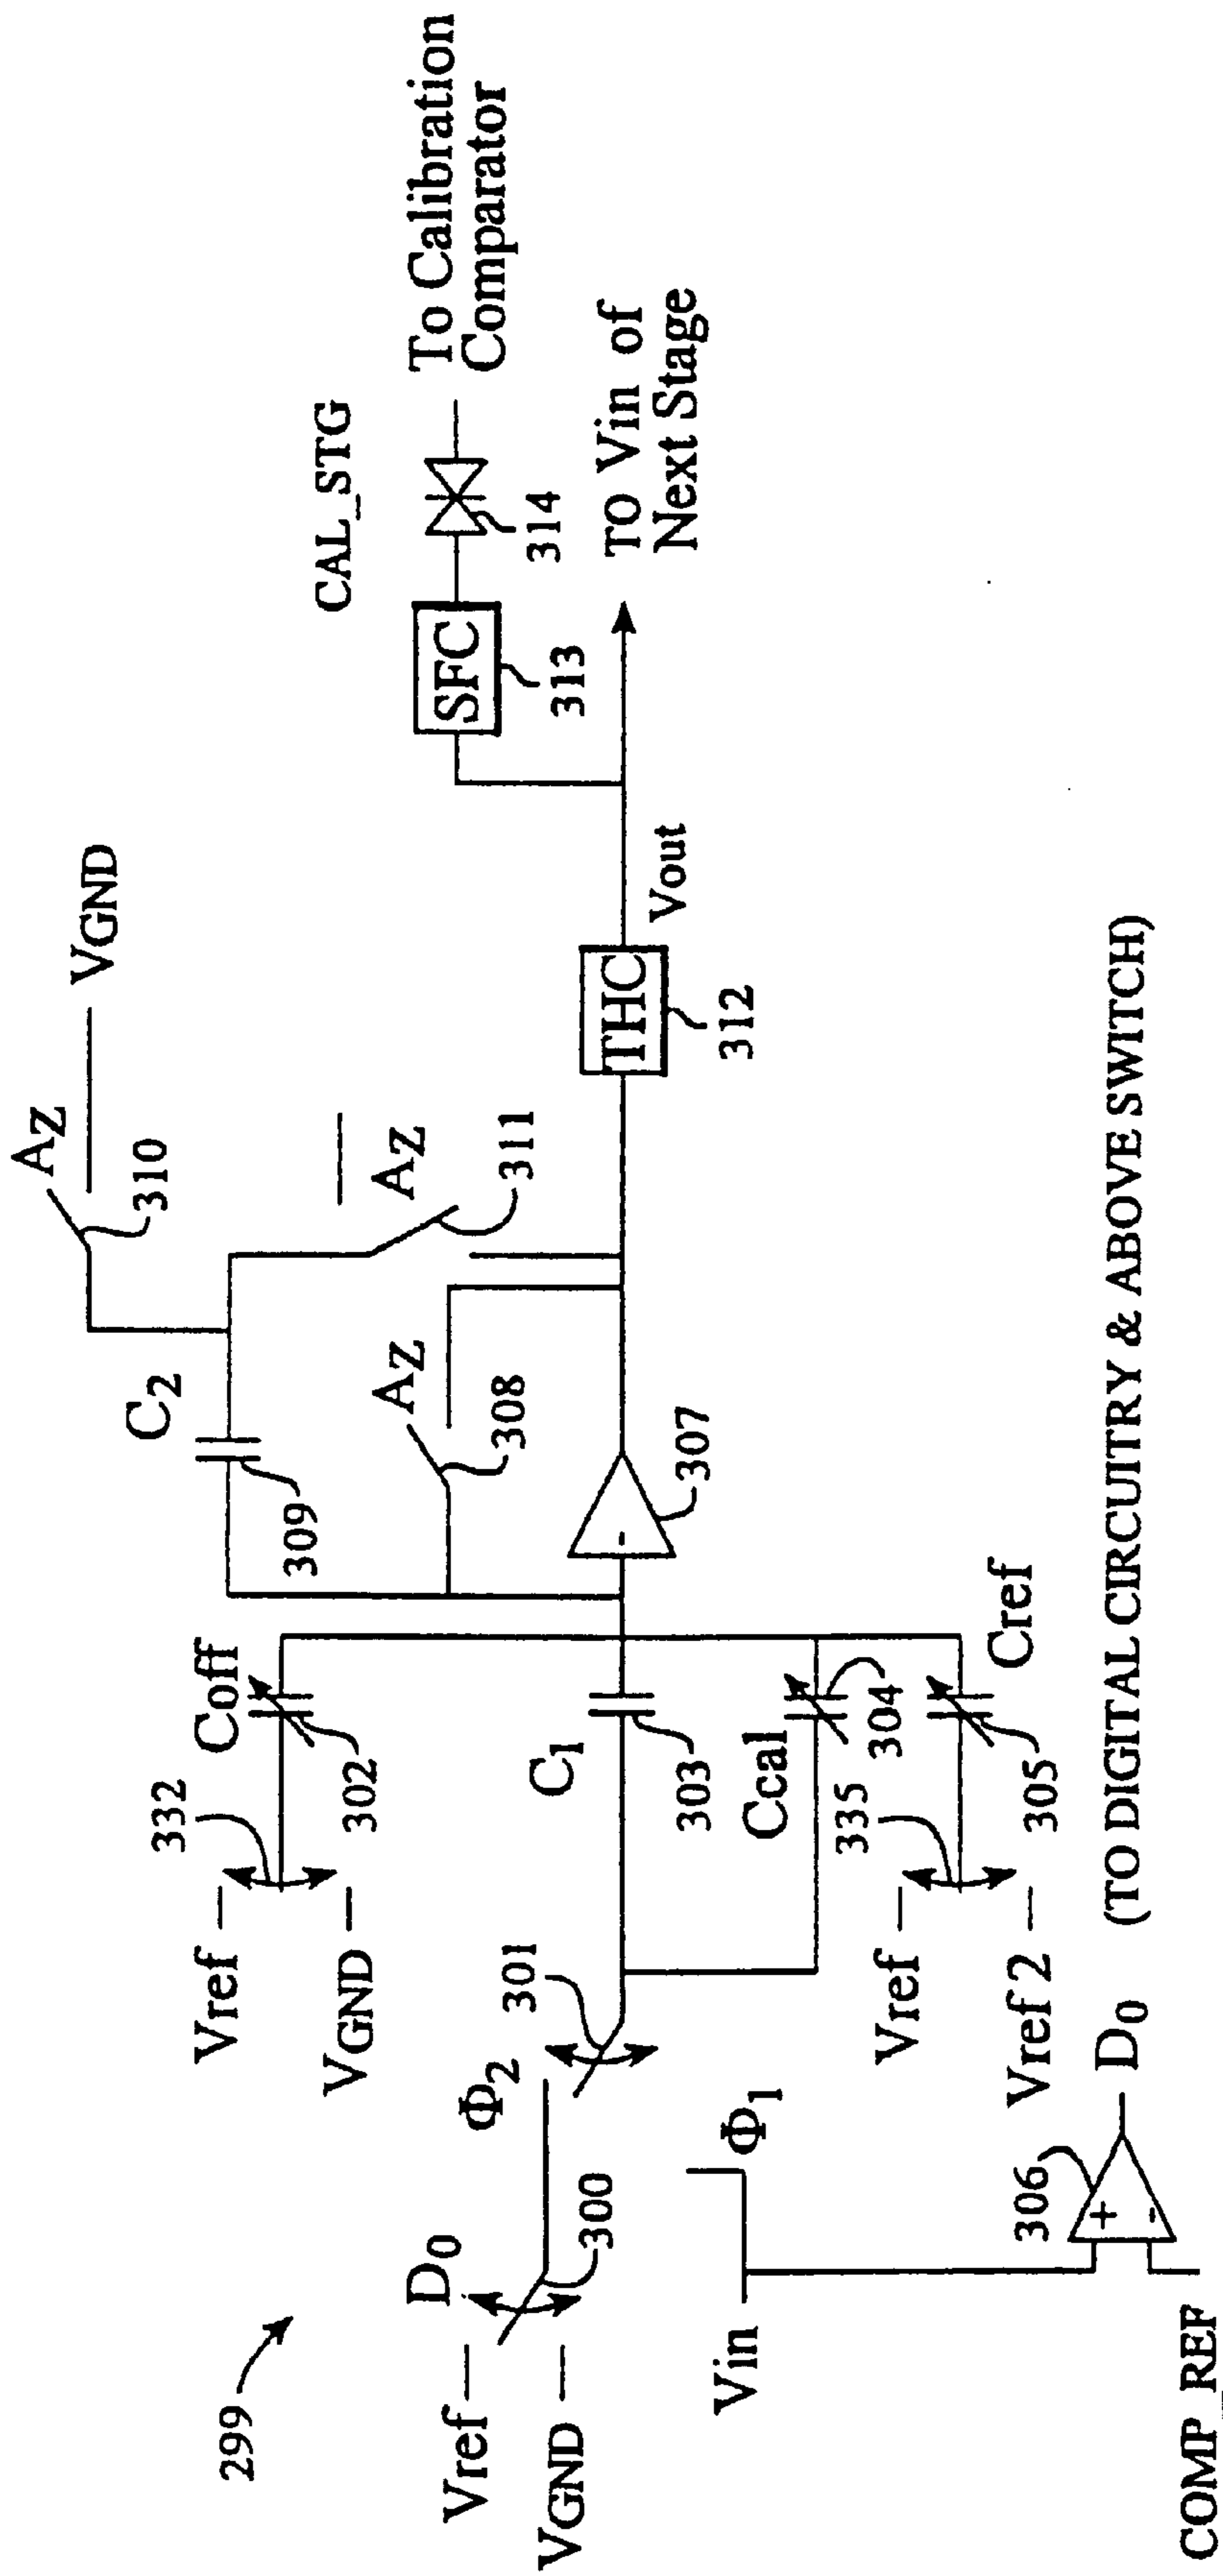 299
Vref
VGND
D0
300
Vin
COMP_REF
306
D0
(TO DIGITAL CIRCUITRY & ABOVE SWITCH)
Φ2
Φ1
301
Vref
VGND
332
Coff
302
C1
303
Ccal
304
Vref
Vref 2
335
305
Cref
307
C2
309
AZ
308
AZ
310
VGND
AZ
311
THC
312
Vout
SFC
313
CAL_STG
314
To Calibration
Comparator
TO Vin of
Next Stage